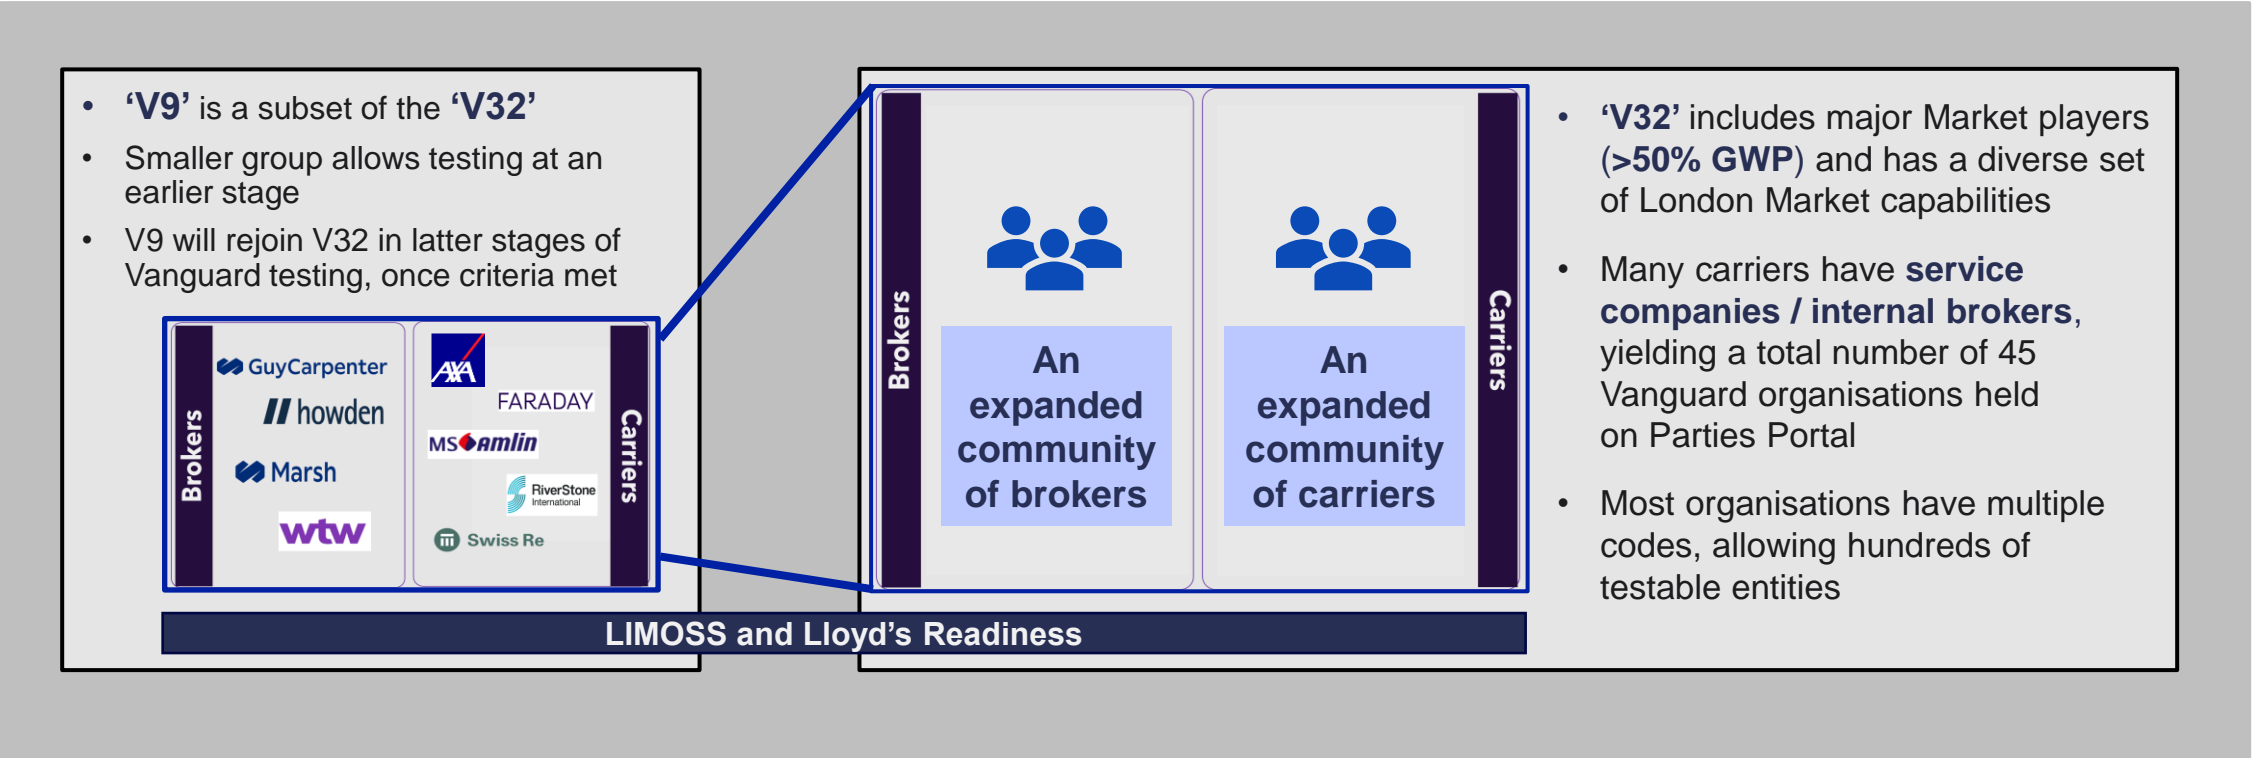 • ‘V9’ is a subset of the ‘V32’
• Smaller group allows testing at an
earlier stage
• V9 will rejoin V32 in latter stages of
Vanguard testing, once criteria met
Brokers
GuyCarpenter
howden
Marsh
wtw
AXA
FARADAY
MS amlin
RiverStone
International
Swiss Re
Carriers
Brokers
An
expanded
community
of brokers
An
expanded
community
of carriers
Carriers
• ‘V32’ includes major Market players
(>50% GWP) and has a diverse set
of London Market capabilities
• Many carriers have service
companies / internal brokers,
yielding a total number of 45
Vanguard organisations held
on Parties Portal
• Most organisations have multiple
codes, allowing hundreds of
testable entities
LIMOSS and Lloyd’s Readiness